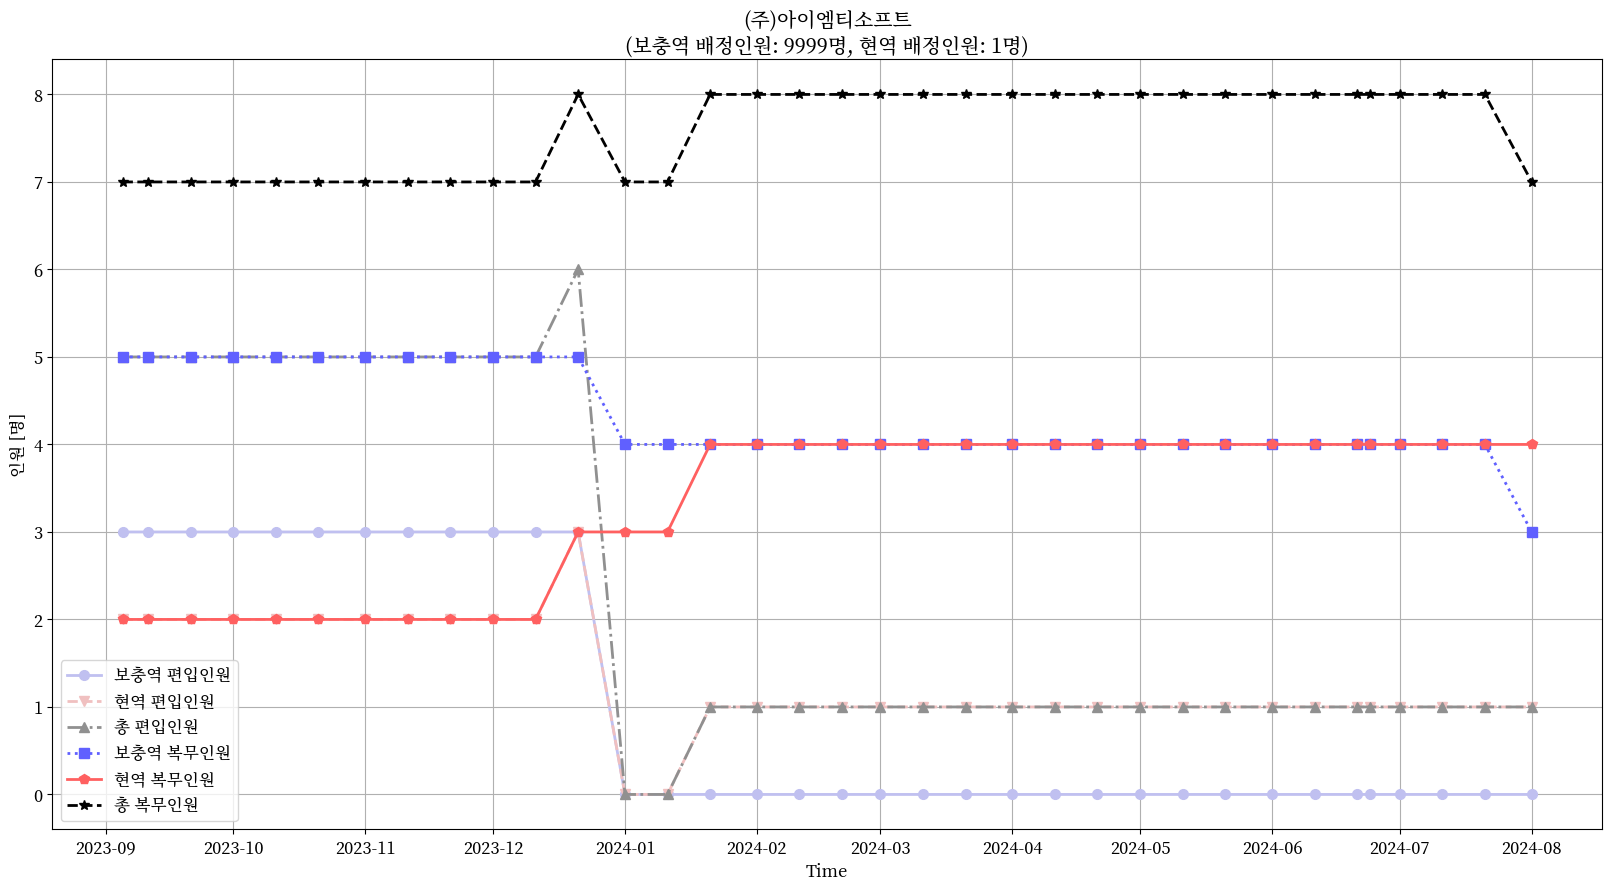 (주)아이엠티소프트
(보충역 배정인원: 9999명, 현역 배정인원: 1명)
인원 [명]
8
7
6
5
4
3
2
1
0
보충역 편입인원
현역 편입인원
총 편입인원
보충역 복무인원
현역 복무인원
총 복무인원
2023-09 2023-10 2023-11 2023-12 2024-01 2024-02 2024-03 2024-04 2024-05 2024-06 2024-07 2024-08
Time